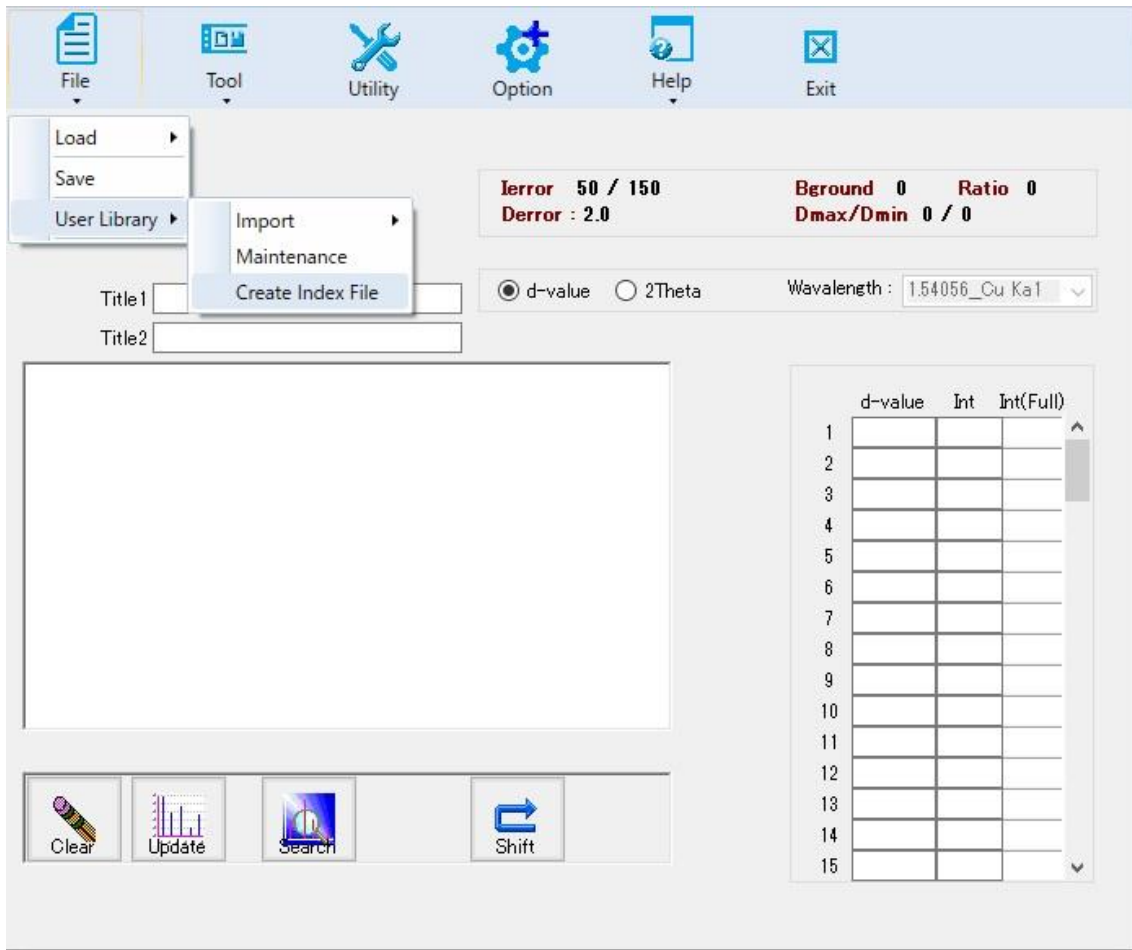 File
Tool
Utility
Option
Help
Exit
Load
Save
User Library
Import
Maintenance
Create Index File
Ierror 50 / 150
Derror : 2.0
Bground 0 Ratio 0
Dmax/Dmin 0 / 0
Title1
Title2
d-value
2Theta
Wavalength :
1.54056_Cu Ka1
d-value Int Int(Full)
1
2
3
4
5
6
7
8
9
10
11
12
13
14
15
Clear
Update
Search
Shift